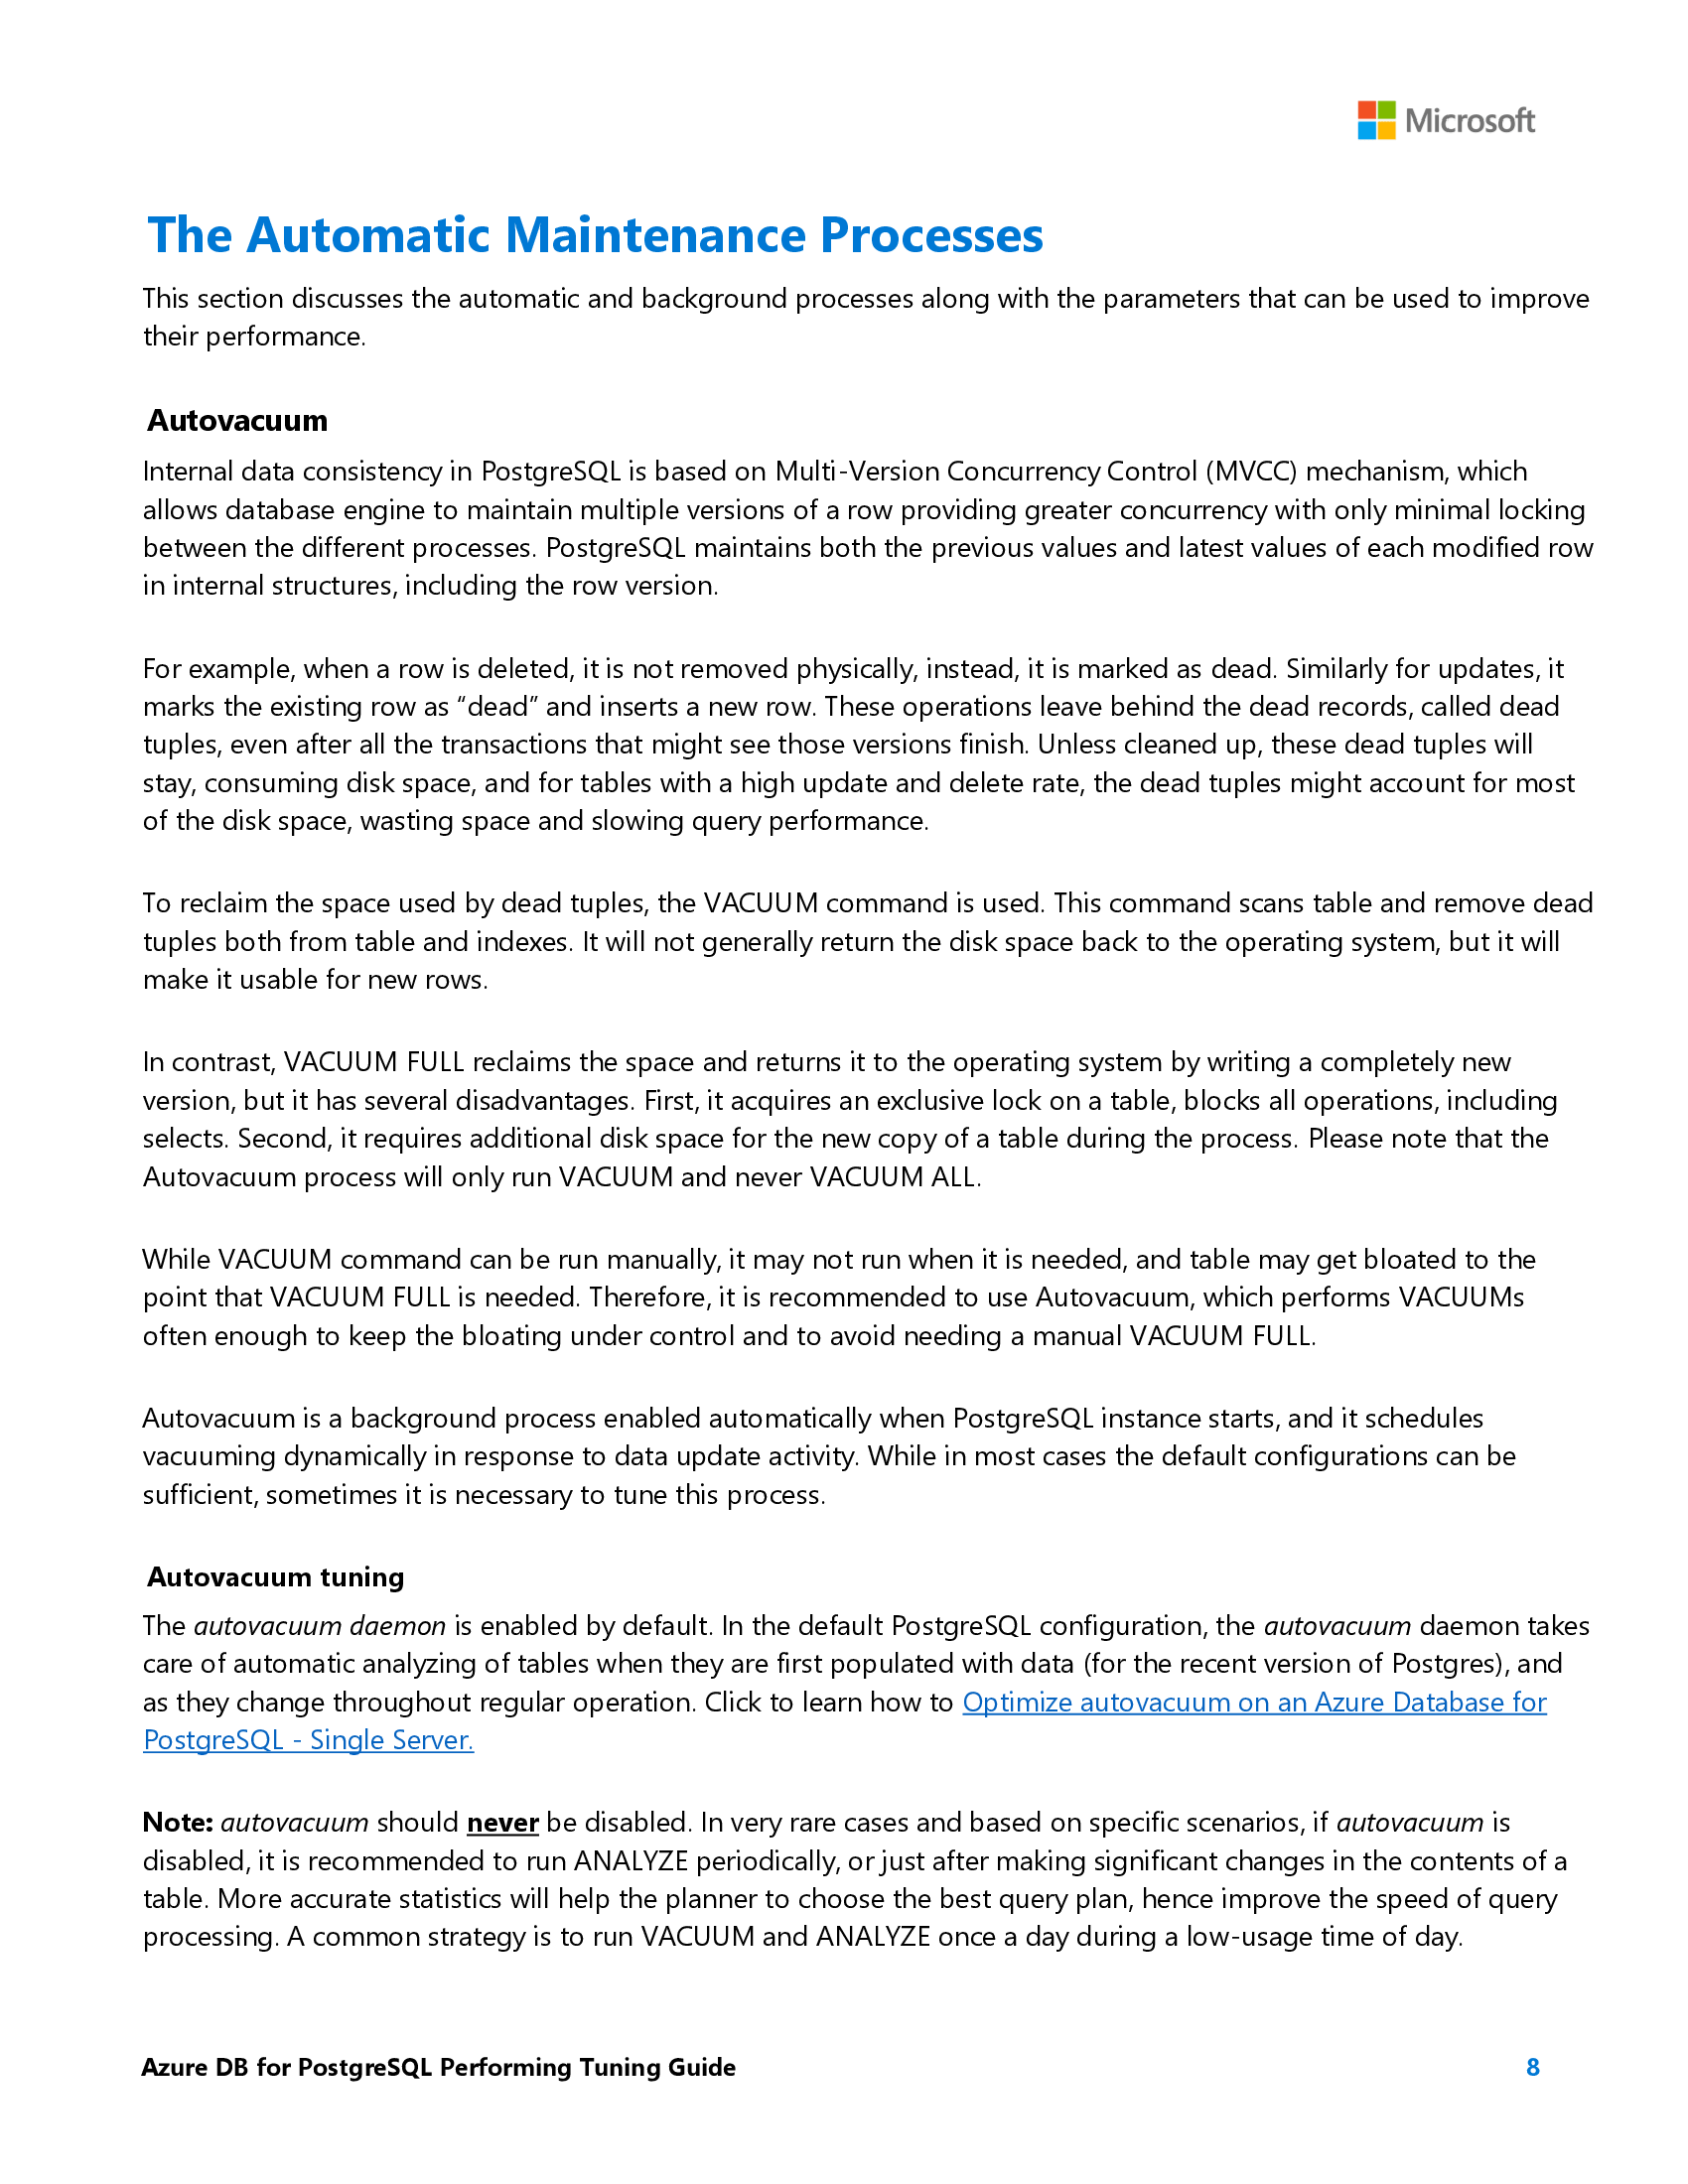 Microsoft
The Automatic Maintenance Processes
This section discusses the automatic and background processes along with the parameters that can be used to improve
their performance.
Autovacuum
Internal data consistency in PostgreSQL is based on Multi-Version Concurrency Control (MVCC) mechanism, which
allows database engine to maintain multiple versions of a row providing greater concurrency with only minimal locking
between the different processes. PostgreSQL maintains both the previous values and latest values of each modified row
in internal structures, including the row version.
For example, when a row is deleted, it is not removed physically, instead, it is marked as dead. Similarly for updates, it
marks the existing row as “dead” and inserts a new row. These operations leave behind the dead records, called dead
tuples, even after all the transactions that might see those versions finish. Unless cleaned up, these dead tuples will
stay, consuming disk space, and for tables with a high update and delete rate, the dead tuples might account for most
of the disk space, wasting space and slowing query performance.
To reclaim the space used by dead tuples, the VACUUM command is used. This command scans table and remove dead
tuples both from table and indexes. It will not generally return the disk space back to the operating system, but it will
make it usable for new rows.
In contrast, VACUUM FULL reclaims the space and returns it to the operating system by writing a completely new
version, but it has several disadvantages. First, it acquires an exclusive lock on a table, blocks all operations, including
selects. Second, it requires additional disk space for the new copy of a table during the process. Please note that the
Autovacuum process will only run VACUUM and never VACUUM ALL.
While VACUUM command can be run manually, it may not run when it is needed, and table may get bloated to the
point that VACUUM FULL is needed. Therefore, it is recommended to use Autovacuum, which performs VACUUMs
often enough to keep the bloating under control and to avoid needing a manual VACUUM FULL.
Autovacuum is a background process enabled automatically when PostgreSQL instance starts, and it schedules
vacuuming dynamically in response to data update activity. While in most cases the default configurations can be
sufficient, sometimes it is necessary to tune this process.
Autovacuum tuning
The autovacuum daemon is enabled by default. In the default PostgreSQL configuration, the autovacuum daemon takes
care of automatic analyzing of tables when they are first populated with data (for the recent version of Postgres), and
as they change throughout regular operation. Click to learn how to Optimize autovacuum on an Azure Database for
PostgreSQL - Single Server.
Note: autovacuum should never be disabled. In very rare cases and based on specific scenarios, if autovacuum is
disabled, it is recommended to run ANALYZE periodically, or just after making significant changes in the contents of a
table. More accurate statistics will help the planner to choose the best query plan, hence improve the speed of query
processing. A common strategy is to run VACUUM and ANALYZE once a day during a low-usage time of day.
Azure DB for PostgreSQL Performing Tuning Guide 8